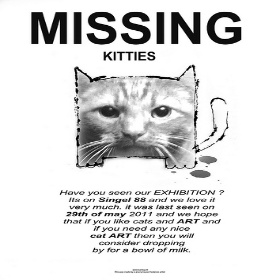 MISSING
KITTIES
Have you seen our EXHIBITION ?
Its on Singel 88 and we love it
very much. it was last seen on
29th of may 2011 and we hope
that if you like cats and ART and
if you need any nice
cat ART then you will
consider dropping
by for a bowl of milk.